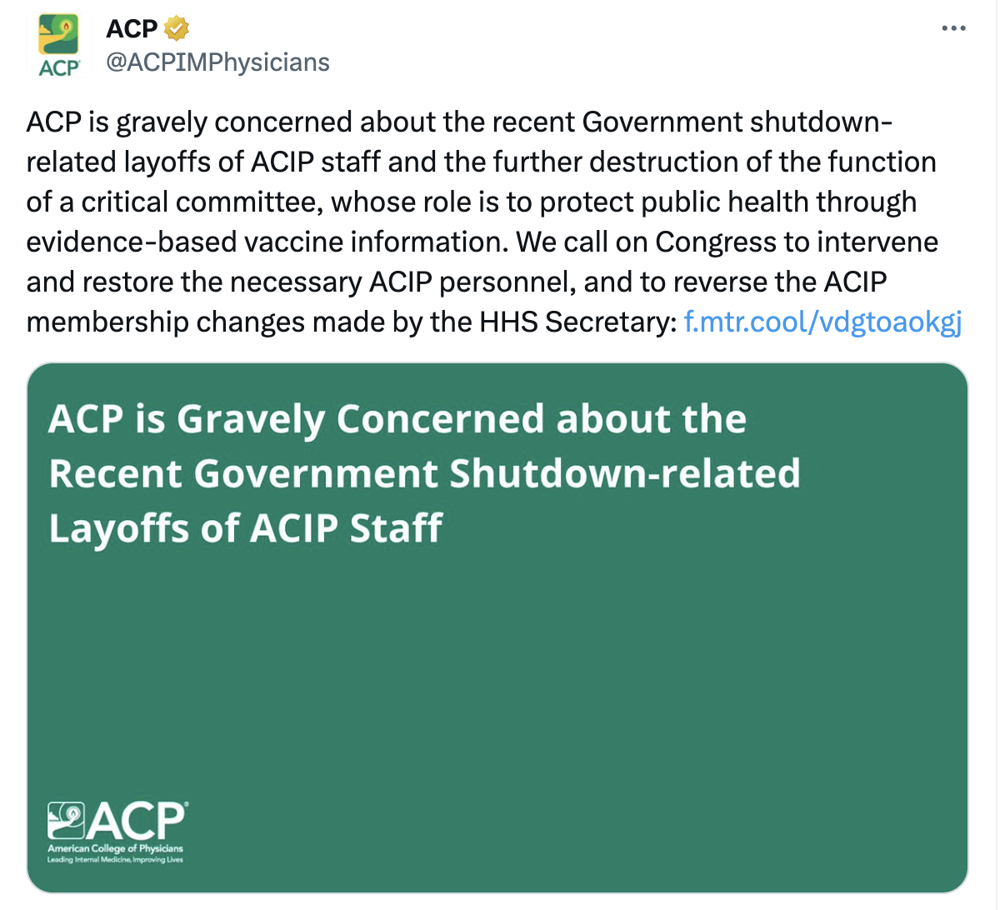 ACP
@ACPIMPhysicians
ACP
ACP is gravely concerned about the recent Government shutdown-
related layoffs of ACIP staff and the further destruction of the function
of a critical committee, whose role is to protect public health through
evidence-based vaccine information. We call on Congress to intervene
and restore the necessary ACIP personnel, and to reverse the ACIP
membership changes made by the HHS Secretary: f.mtr.cool/vdgtoaokgj
ACP is Gravely Concerned about the
Recent Government Shutdown-related
Layoffs of ACIP Staff
ACP®
American College of Physicians
Leading Internal Medicine, Improving Lives